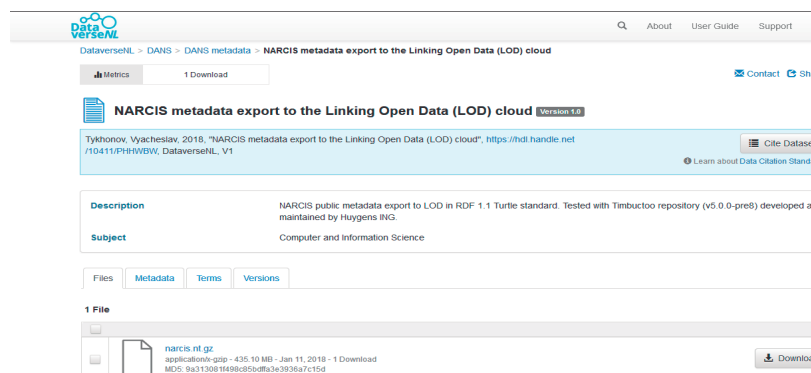 Data
verseNL
About User Guide Support
DataverseNL > DANS > DANS metadata > NARCIS metadata export to the Linking Open Data (LOD) cloud
Metrics 1 Download
Contact Sh
NARCIS metadata export to the Linking Open Data (LOD) cloud Version 1.0
Tykhonov, Vyacheslav, 2018, "NARCIS metadata export to the Linking Open Data (LOD) cloud", https://hdl.handle.net
/10411/PHHWBW, DataverseNL, V1
Cite Datase
Learn about Data Citation Stand
Description NARCIS public metadata export to LOD in RDF 1.1 Turtle standard. Tested with Timbuctoo repository (v5.0.0-pre8) developed a
maintained by Huygens ING.
Subject Computer and Information Science
Files Metadata Terms Versions
1 File
narcis.nt.gz
application/x-gzip - 435.10 MB - Jan 11, 2018 - 1 Download
MD5: 9a313081f498c85bdffa3e3936a7c15d
Downloa